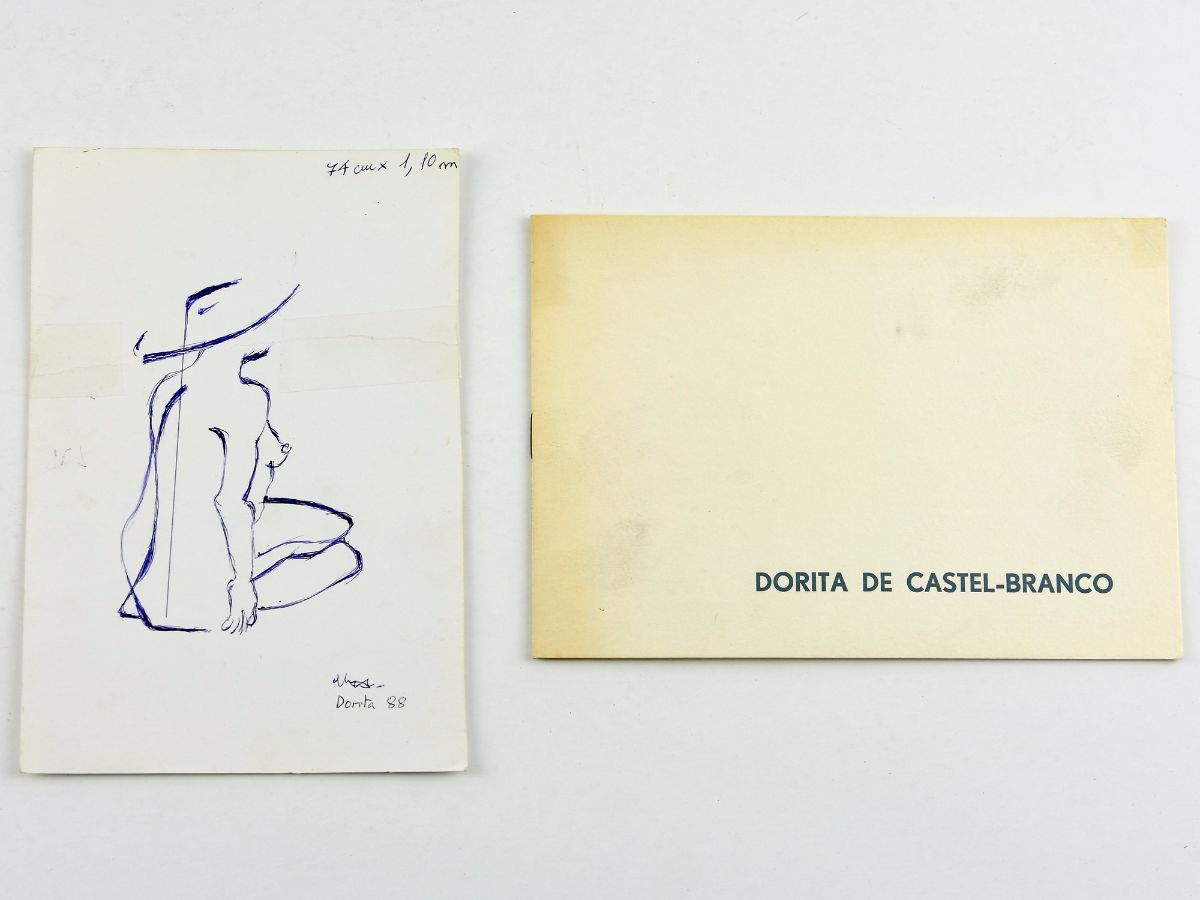 74 cm x 1,10 m
Dorita 88
DORITA DE CASTEL-BRANCO